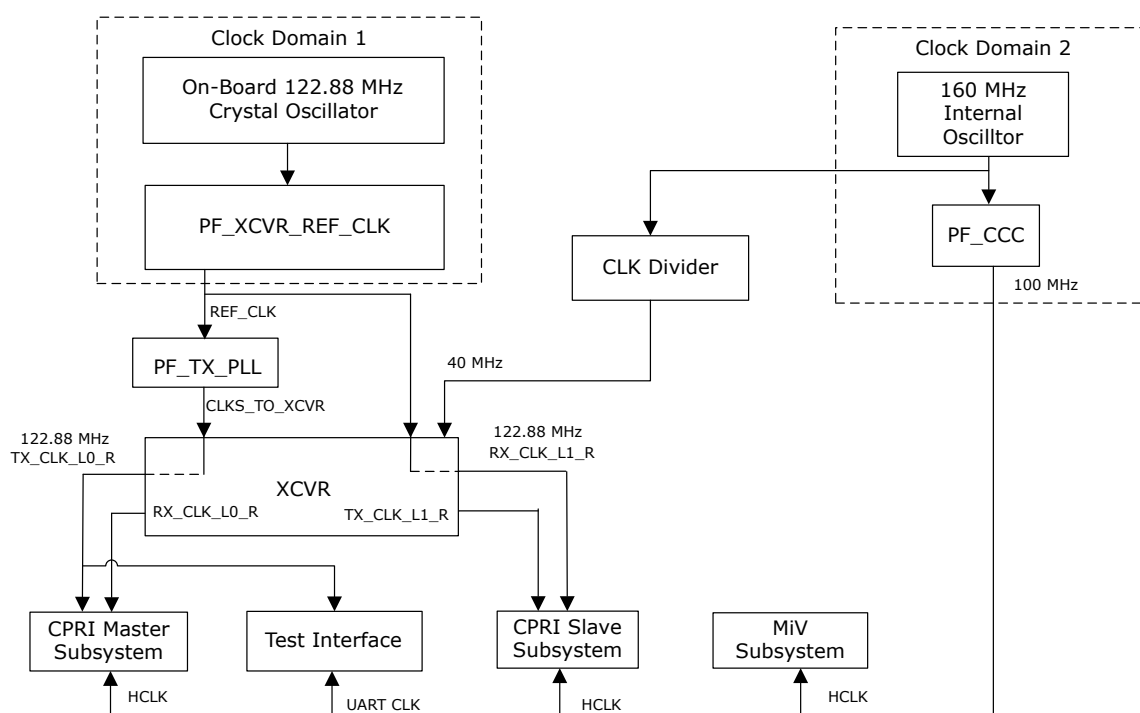 Clock Domain 1
On-Board 122.88 MHz
Crystal Oscillator
PF_XCVR_REF_CLK
REF_CLK
PF_TX_PLL
CLKS_TO_XCVR
Clock Domain 2
160 MHz
Internal
Oscilltor
PF_CCC
100 MHz
CLK Divider
40 MHz
122.88 MHz
TX_CLK_L0_R
122.88 MHz
RX_CLK_L1_R
XCVR
RX_CLK_L0_R
TX_CLK_L1_R
CPRI Master
Subsystem
Test Interface
CPRI Slave
Subsystem
MiV
Subsystem
HCLK
UART CLK
HCLK
HCLK